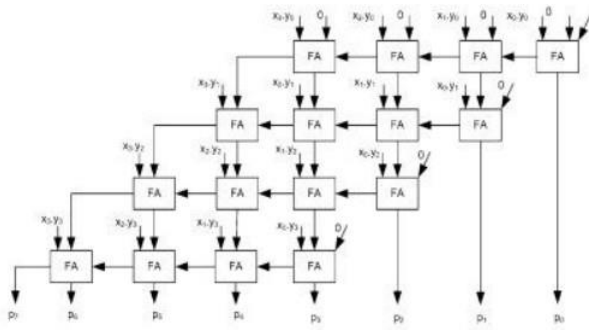 x₃.y₀ 0 x₂.y₀ 0 x₁.y₀ 0 x₀.y₀ 0
FA FA FA FA
x₃.y₁ x₂.y₁ x₁.y₁ x₀.y₁ 0
FA FA FA FA
x₃.y₂ x₂.y₂ x₁.y₂ x₀.y₂ 0
FA FA FA FA
x₃.y₃ x₂.y₃ x₁.y₃ x₀.y₃ 0
FA FA FA FA
p₇ p₆ p₅ p₄ p₃ p₂ p₁ p₀